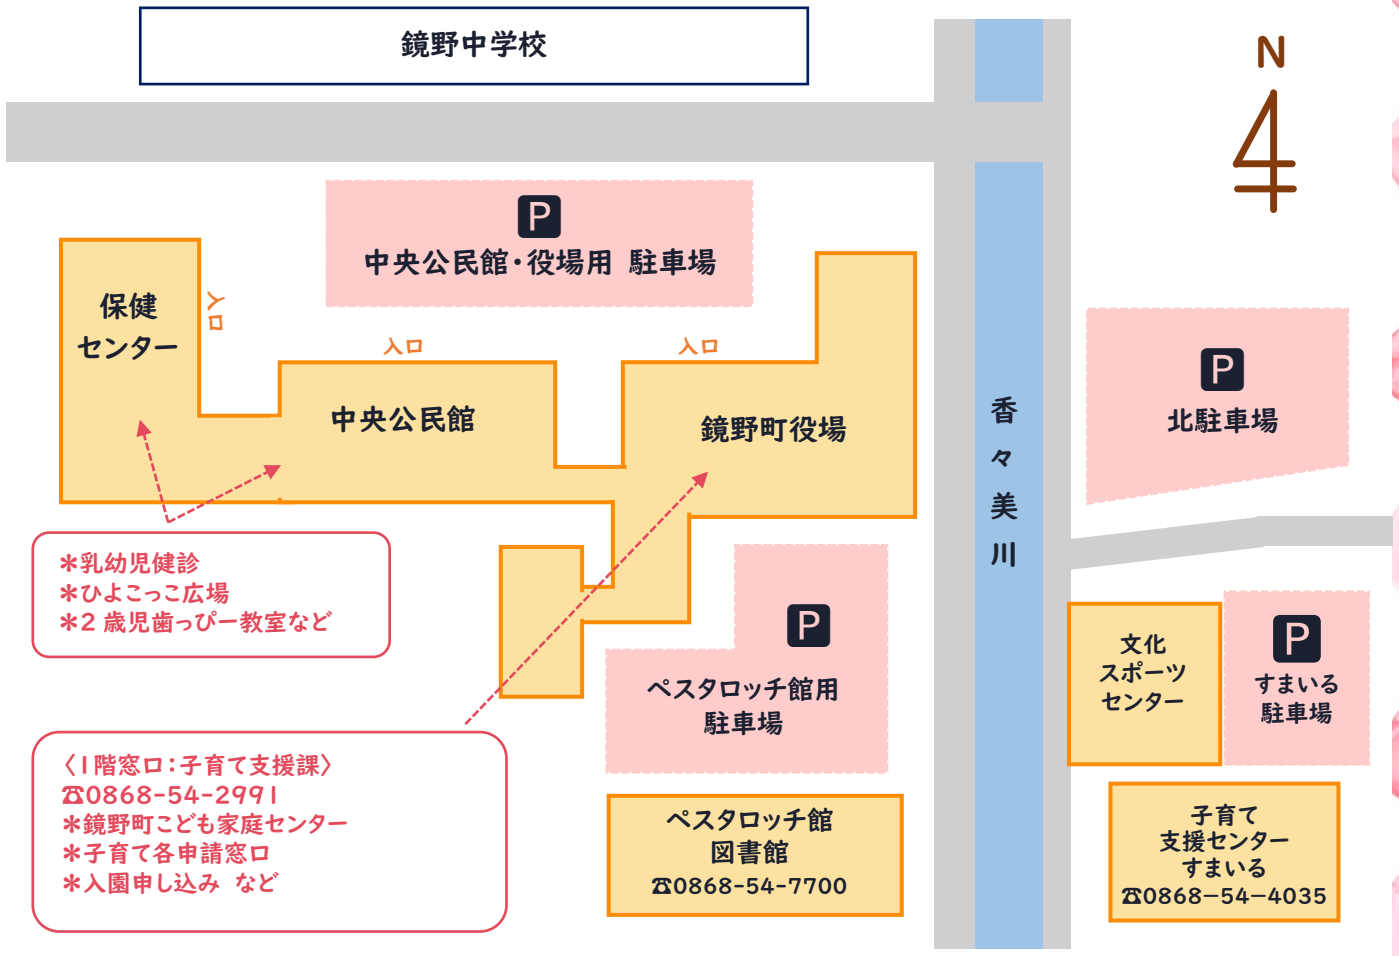 鏡野中学校
N
P
中央公民館・役場用 駐車場
保健
センター
入口
入口
入口
中央公民館
鏡野町役場
香々美川
P
北駐車場
＊乳幼児健診
＊ひよこっこ広場
＊2 歳児歯っぴー教室など
P
ペスタロッチ館用
駐車場
文化
スポーツ
センター
P
すまいる
駐車場
〈1階窓口：子育て支援課〉
☎0868-54-2991
＊鏡野町こども家庭センター
＊子育て各申請窓口
＊入園申し込み など
ペスタロッチ館
図書館
☎0868-54-7700
子育て
支援センター
すまいる
☎0868−54−4035